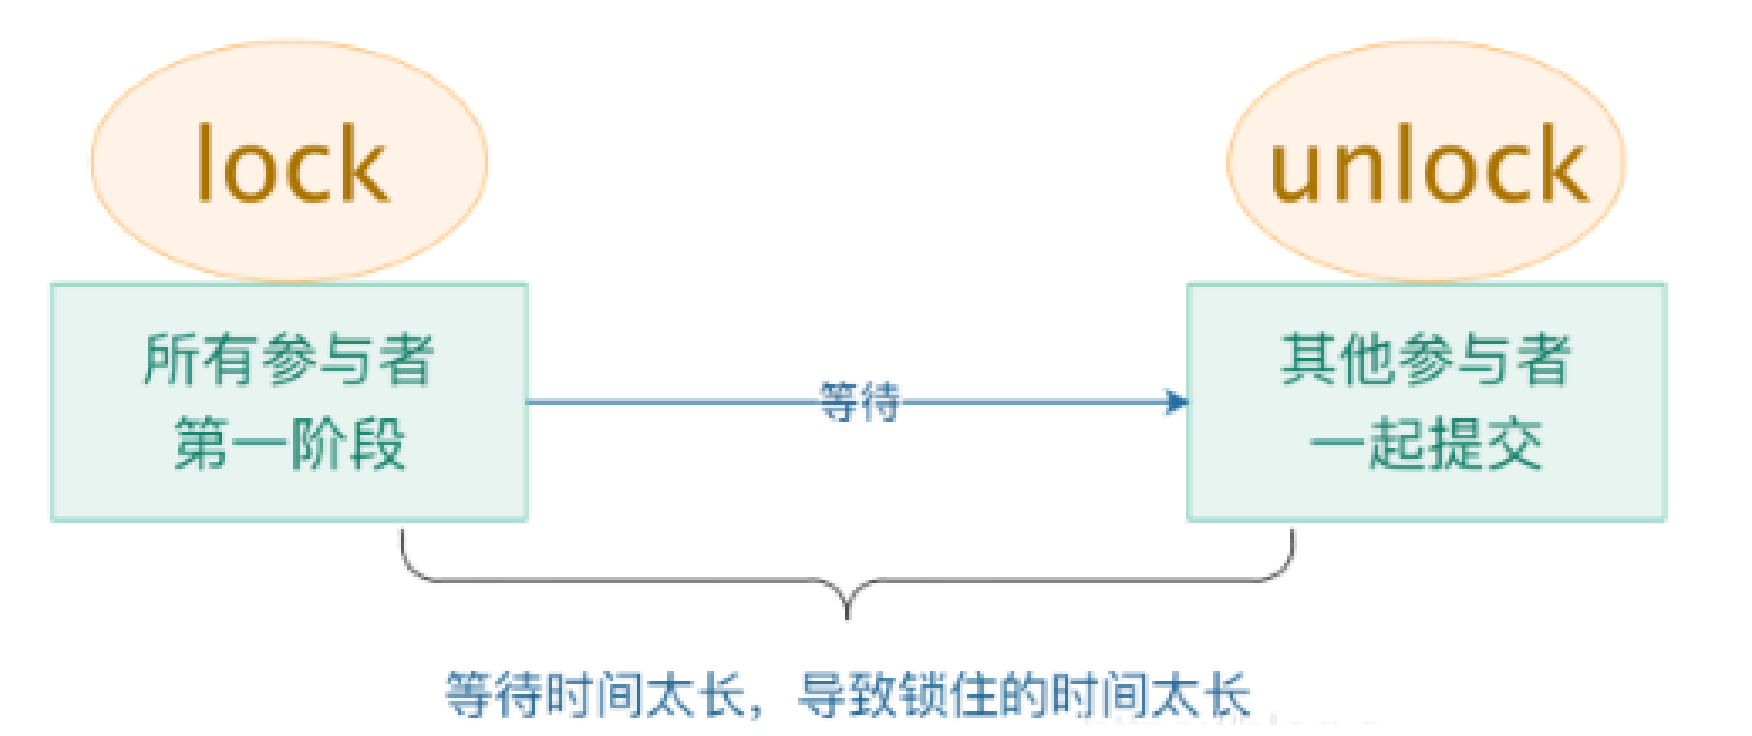 lock
unlock
所有参与者
第一阶段
等待
其他参与者
一起提交
等待时间太长，导致锁住的时间太长